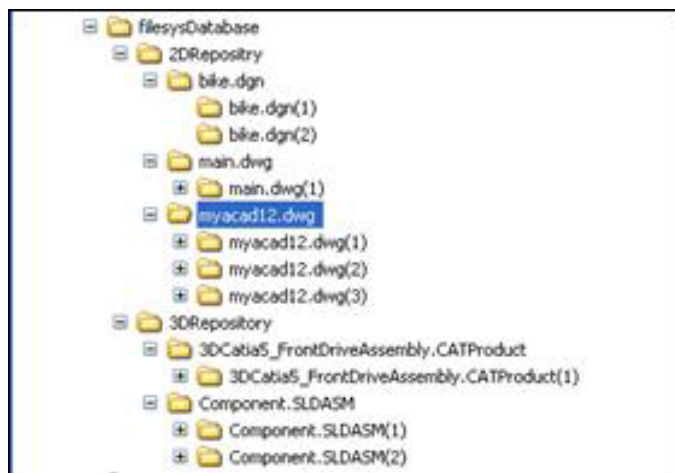 filesysDatabase
2DRepositry
bike.dgn
bike.dgn(1)
bike.dgn(2)
main.dwg
main.dwg(1)
myacad12.dwg
myacad12.dwg(1)
myacad12.dwg(2)
myacad12.dwg(3)
3DRepository
3DCatia5_FrontDriveAssembly.CATProduct
3DCatia5_FrontDriveAssembly.CATProduct(1)
Component.SLDASM
Component.SLDASM(1)
Component.SLDASM(2)